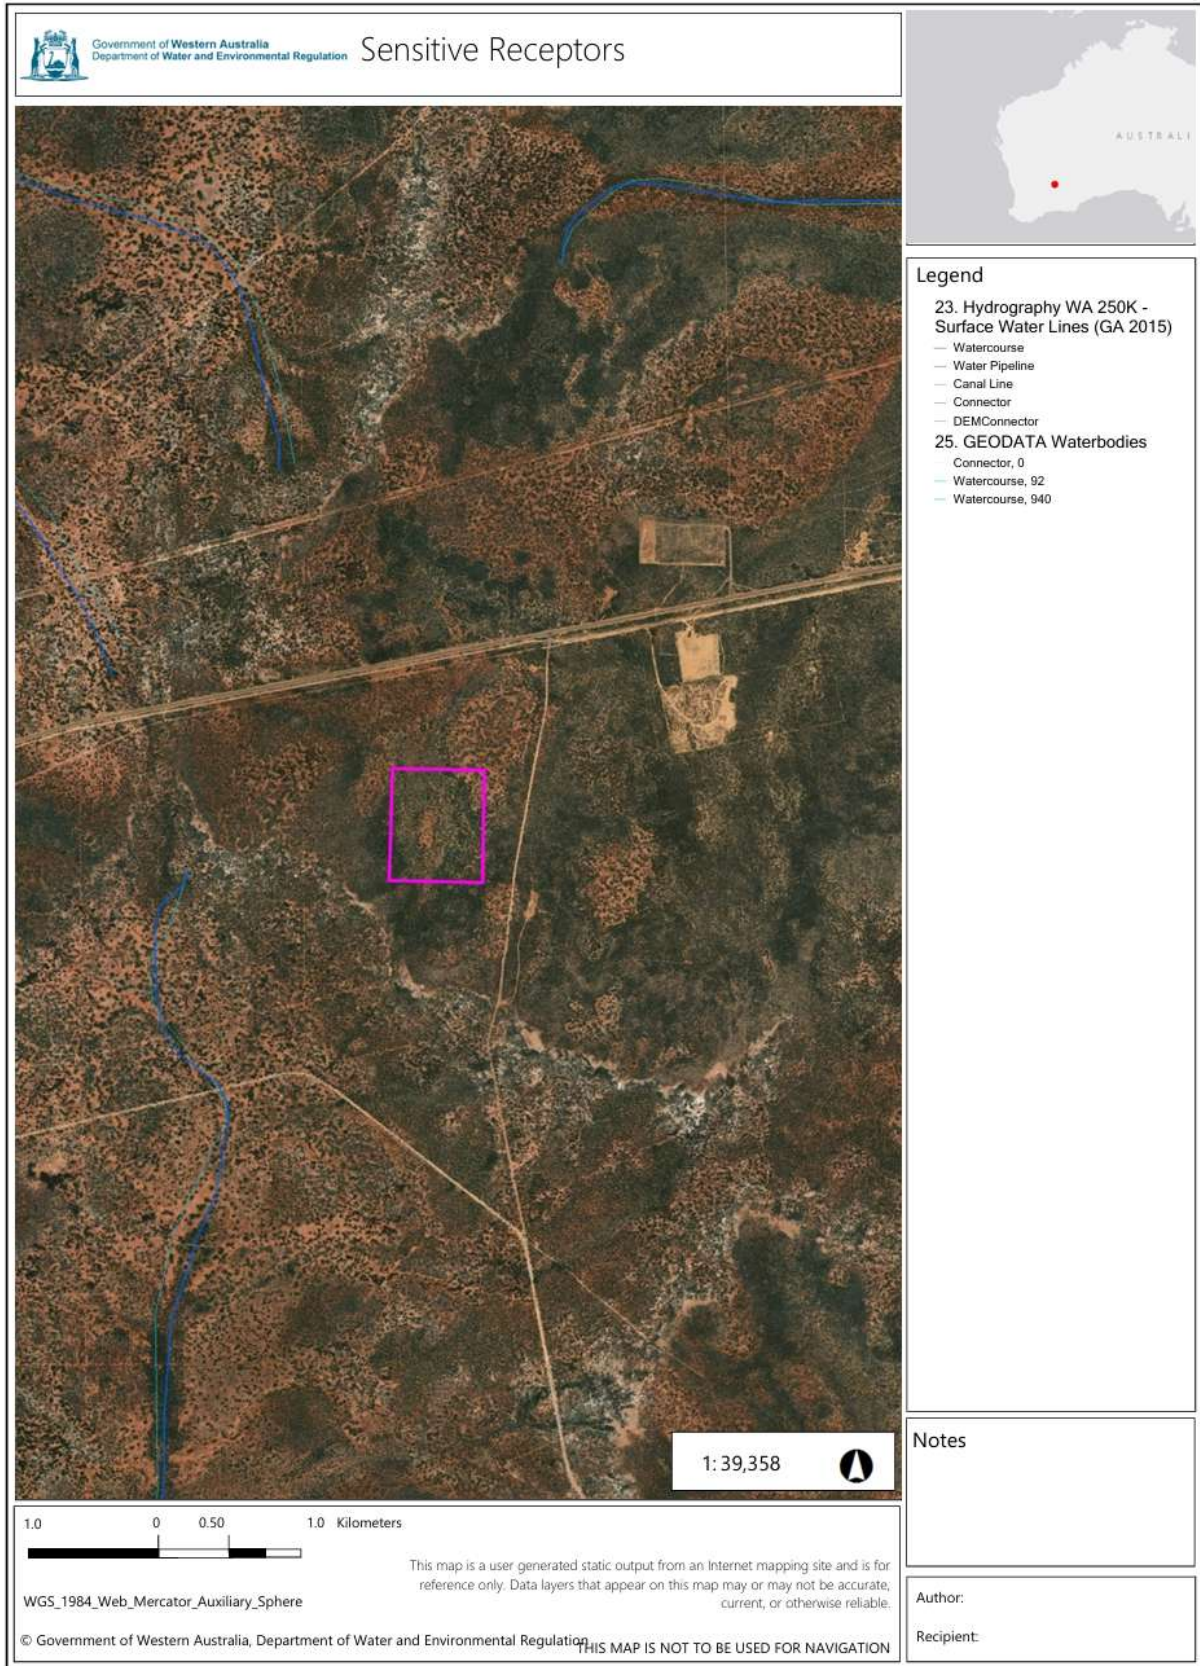 Government of Western Australia
Department of Water and Environmental Regulation
Sensitive Receptors
AUSTRALI
Legend
23. Hydrography WA 250K -
Surface Water Lines (GA 2015)
Watercourse
Water Pipeline
Canal Line
Connector
DEMConnector
25. GEODATA Waterbodies
Connector, 0
Watercourse, 92
Watercourse, 940
1: 39,358
Notes
1.0 0 0.50 1.0 Kilometers
This map is a user generated static output from an Internet mapping site and is for
reference only. Data layers that appear on this map may or may not be accurate,
current, or otherwise reliable.
WGS_1984_Web_Mercator_Auxiliary_Sphere
© Government of Western Australia, Department of Water and Environmental Regulation
THIS MAP IS NOT TO BE USED FOR NAVIGATION
Author:
Recipient: